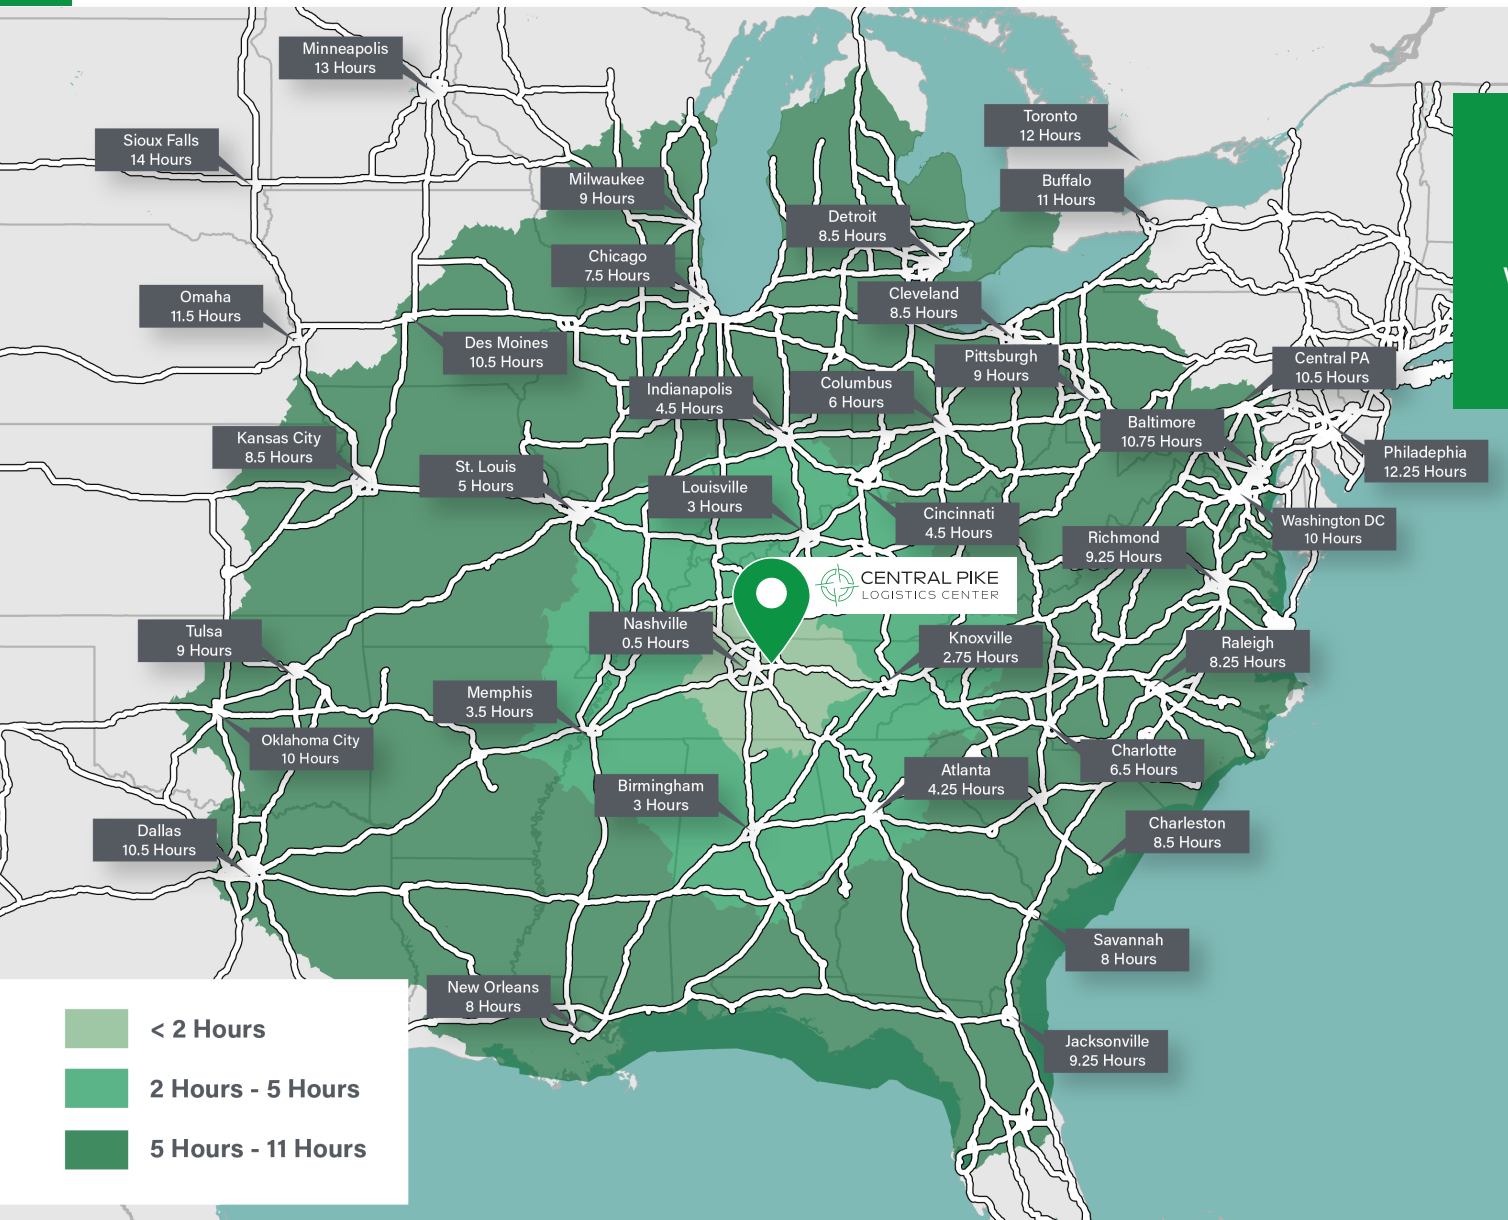 Minneapolis
13 Hours
Sioux Falls
14 Hours
Toronto
12 Hours
Milwaukee
9 Hours
Buffalo
11 Hours
Detroit
8.5 Hours
Chicago
7.5 Hours
Omaha
11.5 Hours
Cleveland
8.5 Hours
Des Moines
10.5 Hours
Pittsburgh
9 Hours
Central PA
10.5 Hours
Indianapolis
4.5 Hours
Columbus
6 Hours
Baltimore
10.75 Hours
Kansas City
8.5 Hours
Philadephia
12.25 Hours
St. Louis
5 Hours
Louisville
3 Hours
Cincinnati
4.5 Hours
Washington DC
10 Hours
Richmond
9.25 Hours
CENTRAL PIKE
LOGISTICS CENTER
Nashville
0.5 Hours
Tulsa
9 Hours
Knoxville
2.75 Hours
Raleigh
8.25 Hours
Memphis
3.5 Hours
Oklahoma City
10 Hours
Charlotte
6.5 Hours
Birmingham
3 Hours
Atlanta
4.25 Hours
Dallas
10.5 Hours
Charleston
8.5 Hours
Savannah
8 Hours
New Orleans
8 Hours
Jacksonville
9.25 Hours
< 2 Hours
2 Hours - 5 Hours
5 Hours - 11 Hours